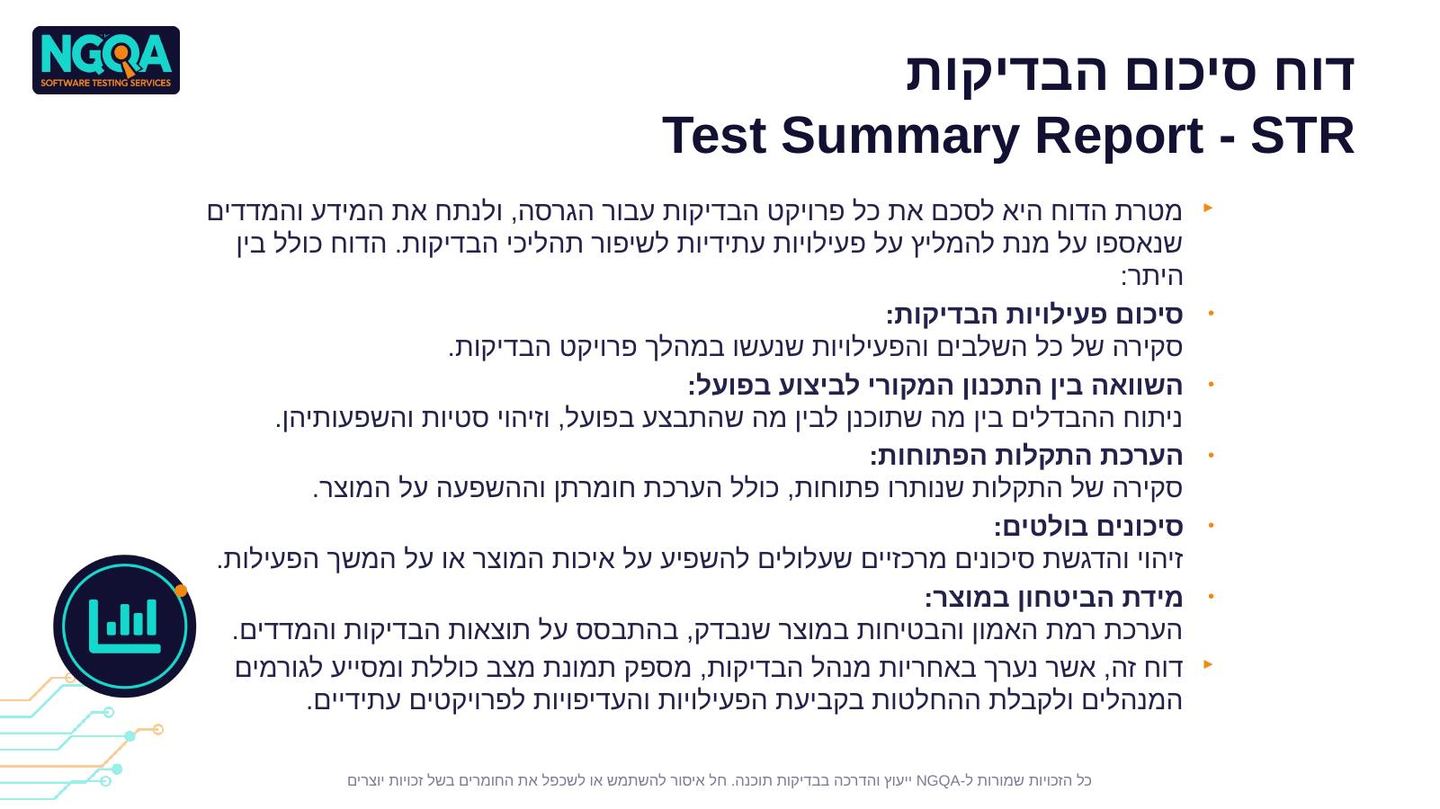 NGQA
SOFTWARE TESTING SERVICES
דוח סיכום הבדיקות
Test Summary Report - STR
מטרת הדוח היא לסכם את כל פרויקט הבדיקות עבור הגרסה, ולנתח את המידע והמדדים
שנאספו על מנת להמליץ על פעילויות עתידיות לשיפור תהליכי הבדיקות. הדוח כולל בין
היתר:
סיכום פעילויות הבדיקות:
סקירה של כל השלבים והפעילויות שנעשו במהלך פרויקט הבדיקות.
השוואה בין התכנון המקורי לביצוע בפועל:
ניתוח ההבדלים בין מה שתוכנן לבין מה שהתבצע בפועל, וזיהוי סטיות והשפעותיהן.
הערכת התקלות הפתוחות:
סקירה של התקלות שנותרו פתוחות, כולל הערכת חומרתן וההשפעה על המוצר.
סיכונים בולטים:
זיהוי והדגשת סיכונים מרכזיים שעלולים להשפיע על איכות המוצר או על המשך הפעילות.
מידת הביטחון במוצר:
הערכת רמת האמון והבטיחות במוצר שנבדק, בהתבסס על תוצאות הבדיקות והמדדים.
דוח זה, אשר נערך באחריות מנהל הבדיקות, מספק תמונת מצב כוללת ומסייע לגורמים
המנהלים ולקבלת ההחלטות בקביעת הפעילויות והעדיפויות לפרויקטים עתידיים.
כל הזכויות שמורות ל-NGQA ייעוץ והדרכה בבדיקות תוכנה. חל איסור להשתמש או לשכפל את החומרים בשל זכויות יוצרים